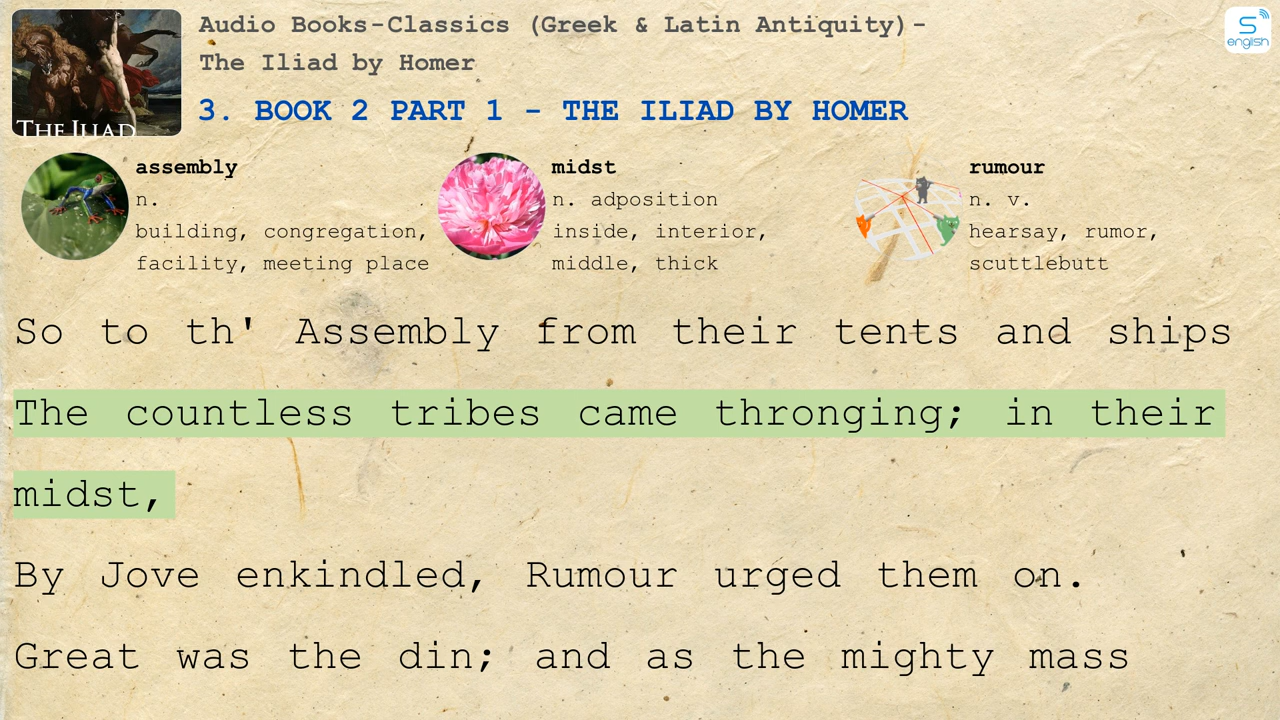 Audio Books-Classics (Greek & Latin Antiquity)-
The Iliad by Homer
3. BOOK 2 PART 1 - THE ILIAD BY HOMER
THE ILIAD
S
english
assembly
n.
building, congregation,
facility, meeting place
midst
n. adposition
inside, interior,
middle, thick
rumour
n. v.
hearsay, rumor,
scuttlebutt
So to th' Assembly from their tents and ships
The countless tribes came thronging; in their
midst,
By Jove enkindled, Rumour urged them on.
Great was the din; and as the mighty mass